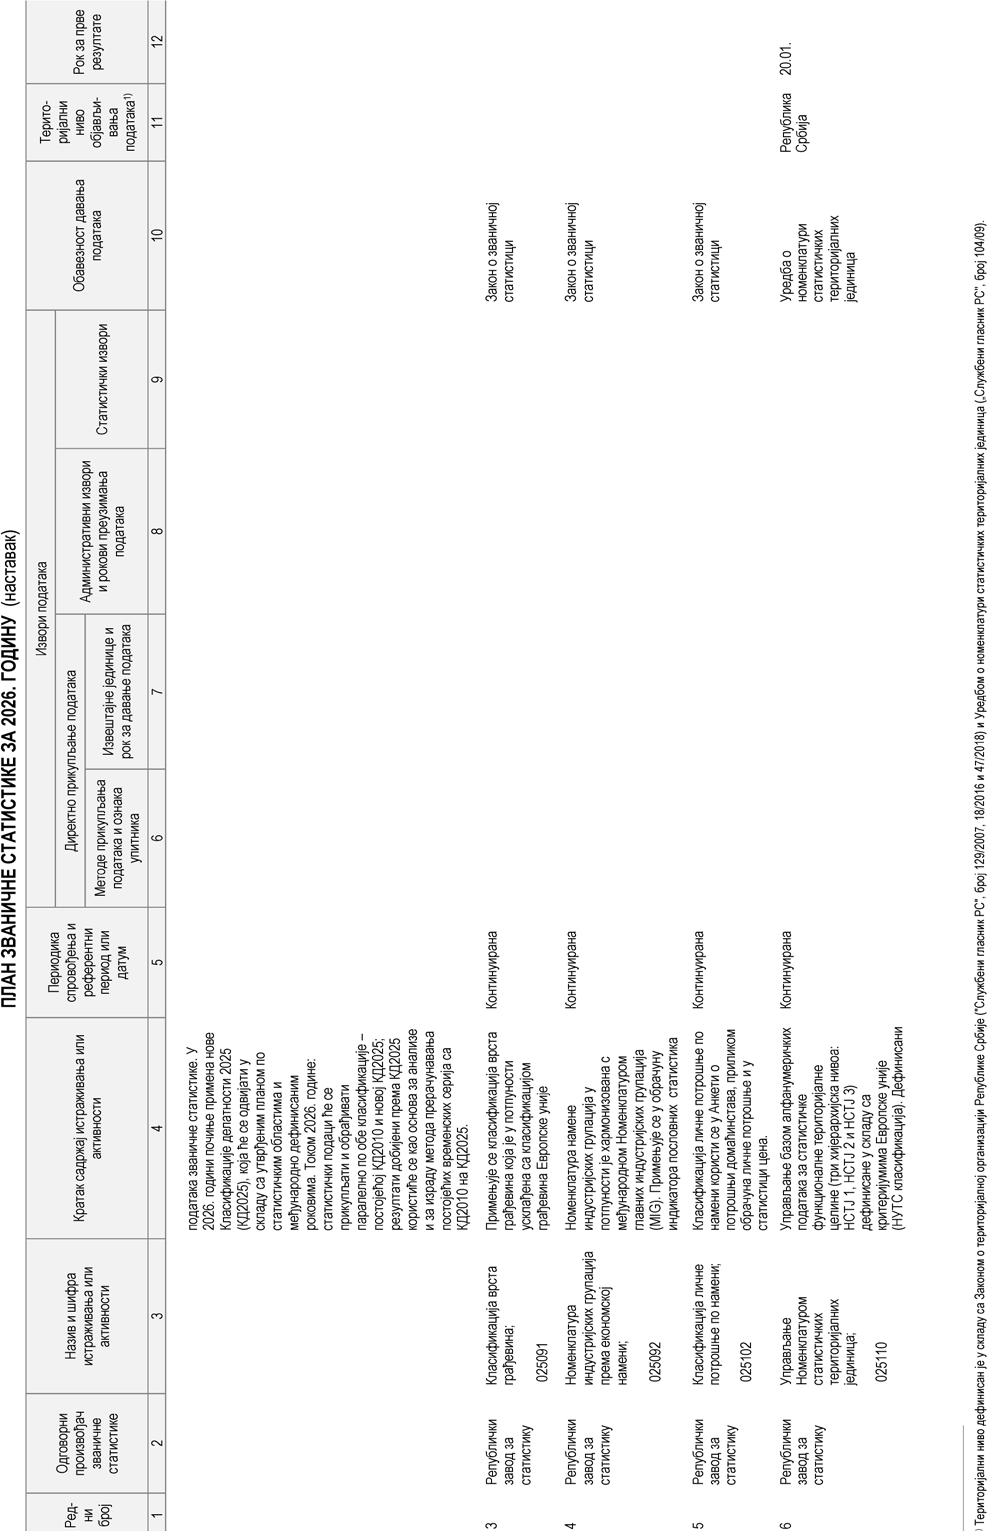 ПЛАН ЗВАНИЧНЕ СТАТИСТИКЕ ЗА 2026. ГОДИНУ (наставак)
Ред-
ни
број
Одговорни
произвођач
званичне
статистике
Назив и шифра
истраживања или
активности
Кратак садржај истраживања или
активности
Периодика
спровођења и
референтни
период или
датум
Извори података
Директно прикупљање података
Методе прикупљања
података и ознака
упитника
Извештајне јединице и
рок за давање података
Административни извори
и рокови преузимања
података
Статистички извори
Обавезност давања
података
Терито-
ријални
ниво
објављи-
вања
података1)
Рок за прве
резултате
1
2
3
4
5
6
7
8
9
10
11
12
података званичне статистике. У
2026. години почиње примена нове
Класификације делатности 2025
(КД2025), која ће се одвијати у
складу са утврђеним планом по
статистичким областима и
међународно дефинисаним
роковима. Током 2026. године:
статистички подаци ће се
прикупљати и обрађивати
паралелно по обе класификације –
постојећој КД2010 и новој КД2025;
резултати добијени према КД2025
користиће се као основа за анализе
и за израду метода прерачунавања
постојећих временских серија са
КД2010 на КД2025.
3
Републички
завод за
статистику
Класификација врста
грађевина;
025091
Примењује се класификација врста
грађевина која је у потпуности
усклађена са класификацијом
грађевина Европске уније
Континуирана
Закон о званичној
статистици
4
Републички
завод за
статистику
Номенклатура
индустријских групација
према економској
намени;
025092
Номенклатура намене
индустријских групација у
потпуности је хармонизована с
међународном Номенклатуром
главних индустријских групација
(MIG). Примењује се у обрачуну
индикатора пословних статистика
Континуирана
Закон о званичној
статистици
5
Републички
завод за
статистику
Класификација личне
потрошње по намени;
025102
Класификација личне потрошње по
намени користи се у Анкети о
потрошњи домаћинстава, приликом
обрачуна личне потрошње и у
статистици цена.
Континуирана
Закон о званичној
статистици
6
Републички
завод за
статистику
Управљање
Номенклатуром
статистичких
територијалних
јединица;
025110
Управљање базом алфанумеричких
података за статистичке
функционалне територијалне
целине (три хијерархијска нивоа:
НСТЈ 1, НСТЈ 2 и НСТЈ 3)
дефинисане у складу са
критеријумима Европске уније
(НУТС класификација). Дефинисани
Континуирана
Уредба о
номенклатури
статистичких
територијалних
јединица
Република
Србија
20.01.
) Територијални ниво дефинисан је у складу са Законом о територијалној организацији Републике Србије ("Службени гласник РС", број 129/2007, 18/2016 и 47/2018) и Уредбом о номенклатури статистичких територијалних јединица („Службени гласник РС", број 104/09).